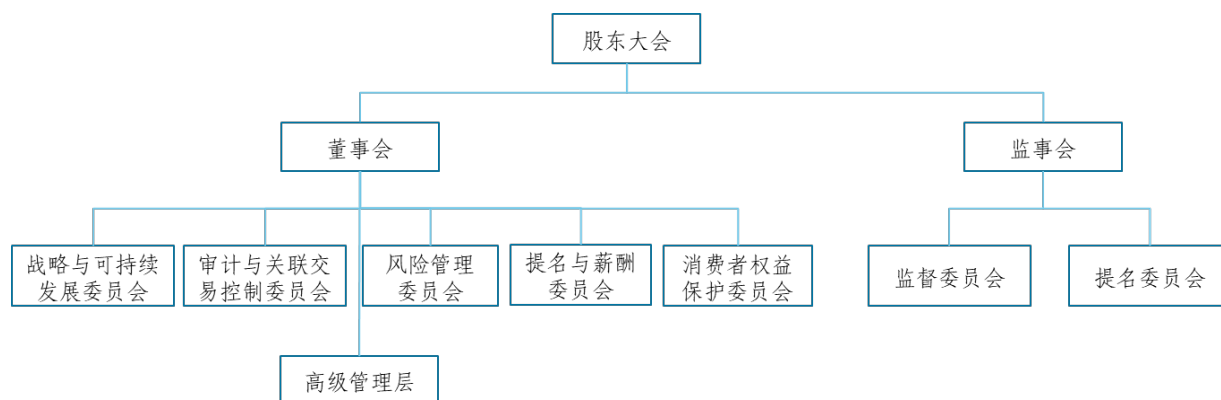 股东大会
董事会
监事会
战略与可持续
发展委员会
审计与关联交
易控制委员会
风险管理
委员会
提名与薪酬
委员会
消费者权益
保护委员会
监督委员会
提名委员会
高级管理层